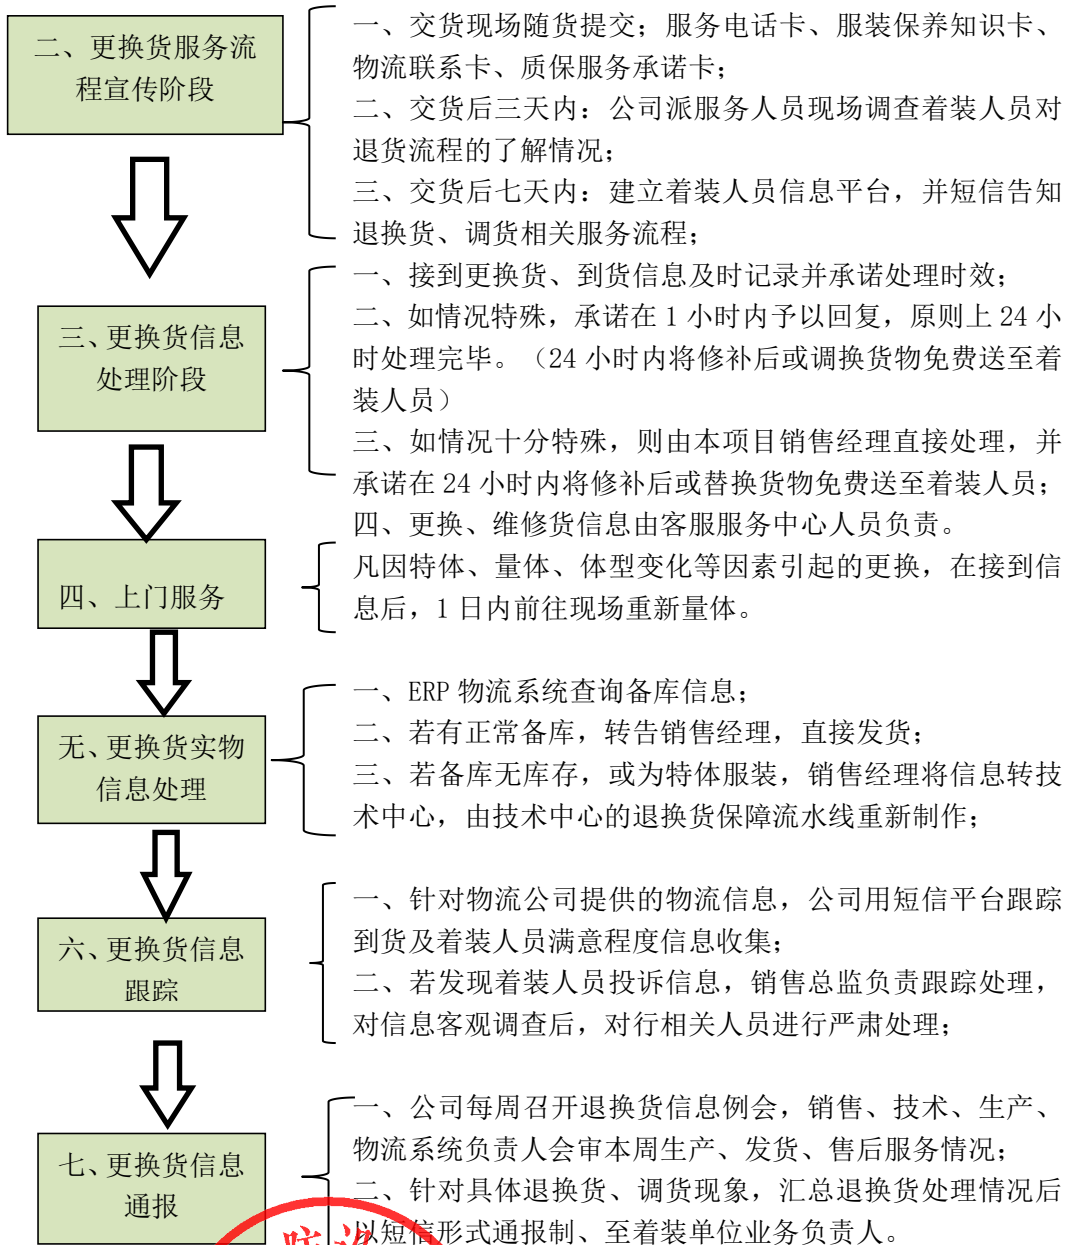 二、更换货服务流
程宣传阶段
一、交货现场随货提交；服务电话卡、服装保养知识卡、
物流联系卡、质保服务承诺卡；
二、交货后三天内：公司派服务人员现场调查着装人员对
退货流程的了解情况；
三、交货后七天内：建立着装人员信息平台，并短信告知
退换货、调货相关服务流程；
三、更换货信息
处理阶段
一、接到更换货、到货信息及时记录并承诺处理时效；
二、如情况特殊，承诺在 1 小时内予以回复，原则上 24 小
时处理完毕。（24 小时内将修补后或调换货物免费送至着
装人员）
三、如情况十分特殊，则由本项目销售经理直接处理，并
承诺在 24 小时内将修补后或替换货物免费送至着装人员；
四、更换、维修货信息由客服服务中心人员负责。
四、上门服务
凡因特体、量体、体型变化等因素引起的更换，在接到信
息后，1 日内前往现场重新量体。
无、更换货实物
信息处理
一、ERP 物流系统查询备库信息；
二、若有正常备库，转告销售经理，直接发货；
三、若备库无库存，或为特体服装，销售经理将信息转技
术中心，由技术中心的退换货保障流水线重新制作；
六、更换货信息
跟踪
一、针对物流公司提供的物流信息，公司用短信平台跟踪
到货及着装人员满意程度信息收集；
二、若发现着装人员投诉信息，销售总监负责跟踪处理，
对信息客观调查后，对行相关人员进行严肃处理；
七、更换货信息
通报
一、公司每周召开退换货信息例会，销售、技术、生产、
物流系统负责人会审本周生产、发货、售后服务情况；
二、针对具体退换货、调货现象，汇总退换货处理情况后
以短信形式通报制、至着装单位业务负责人。